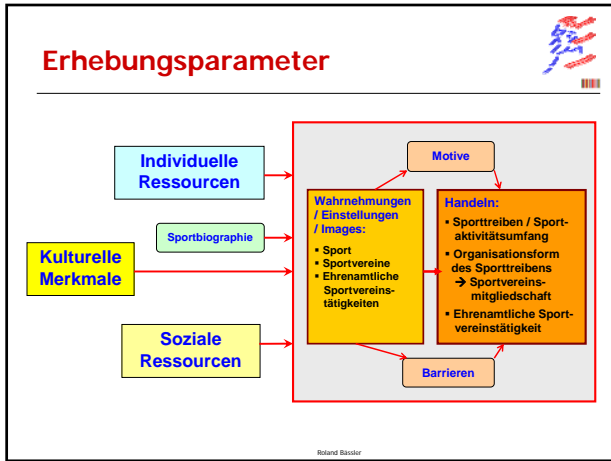 Erhebungsparameter
Individuelle
Ressourcen
Sportbiographie
Kulturelle
Merkmale
Soziale
Ressourcen
Motive
Wahrnehmungen
/ Einstellungen
/ Images:
▪ Sport
▪ Sportvereine
▪ Ehrenamtliche
Sportvereins-
tätigkeiten
Handeln:
▪ Sporttreiben / Sport-
aktivitätsumfang
▪ Organisationsform
des Sporttreibens
➔ Sportvereins-
mitgliedschaft
▪ Ehrenamtliche Sport-
vereinstätigkeit
Barrieren
Roland Bässler